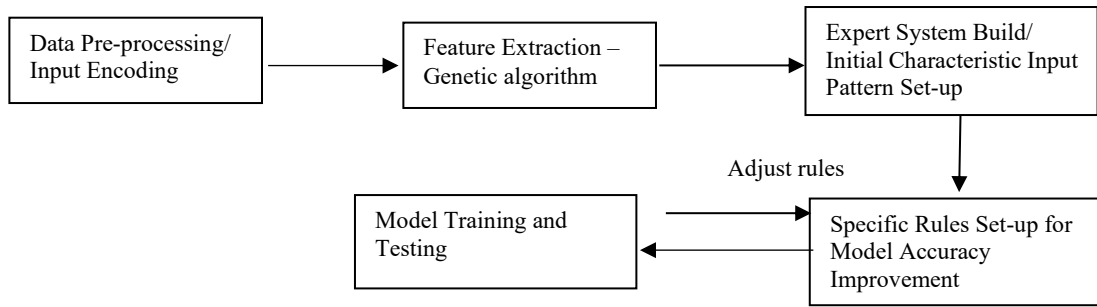 Data Pre-processing/
Input Encoding
Feature Extraction –
Genetic algorithm
Expert System Build/
Initial Characteristic Input
Pattern Set-up
Adjust rules
Model Training and
Testing
Specific Rules Set-up for
Model Accuracy
Improvement